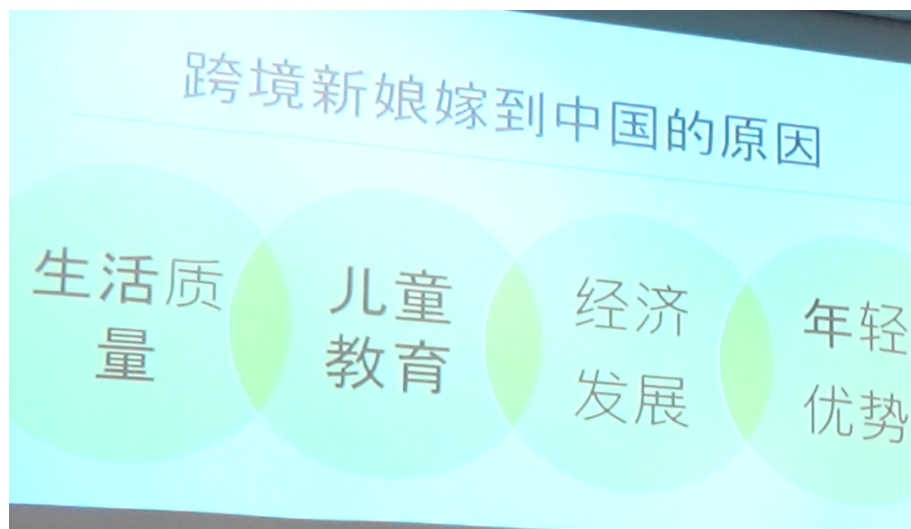 跨境新娘嫁到中国的原因
生活质
量
儿童
教育
经济
发展
年轻
优势